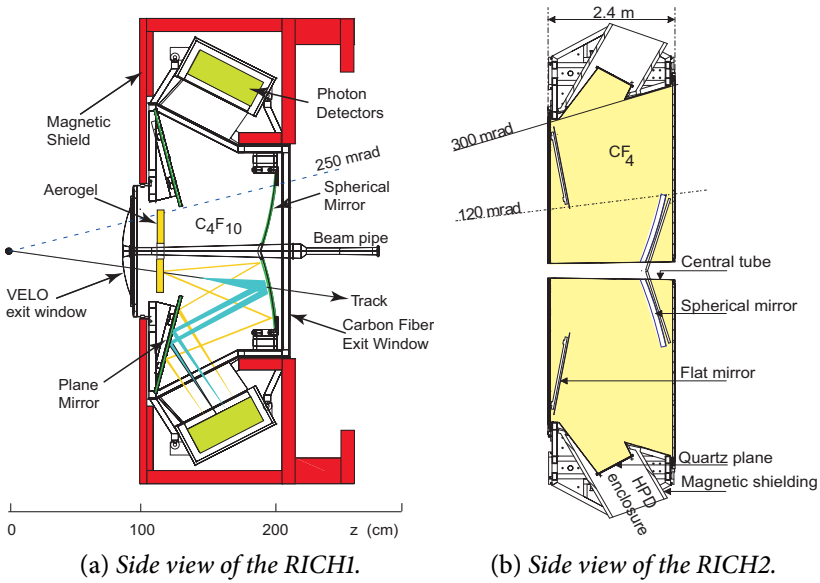 Magnetic
Shield
Aerogel
VELO
exit window
Plane
Mirror
Photon
Detectors
250 mrad
Spherical
Mirror
C4F10
Beam pipe
Track
Carbon Fiber
Exit Window
0
100
200
z (cm)
(a) Side view of the RICH1.
2.4 m
300 mrad
CF4
120 mrad
Central tube
Spherical mirror
Flat mirror
Quartz plane
Magnetic shielding
HPD
enclosure
(b) Side view of the RICH2.